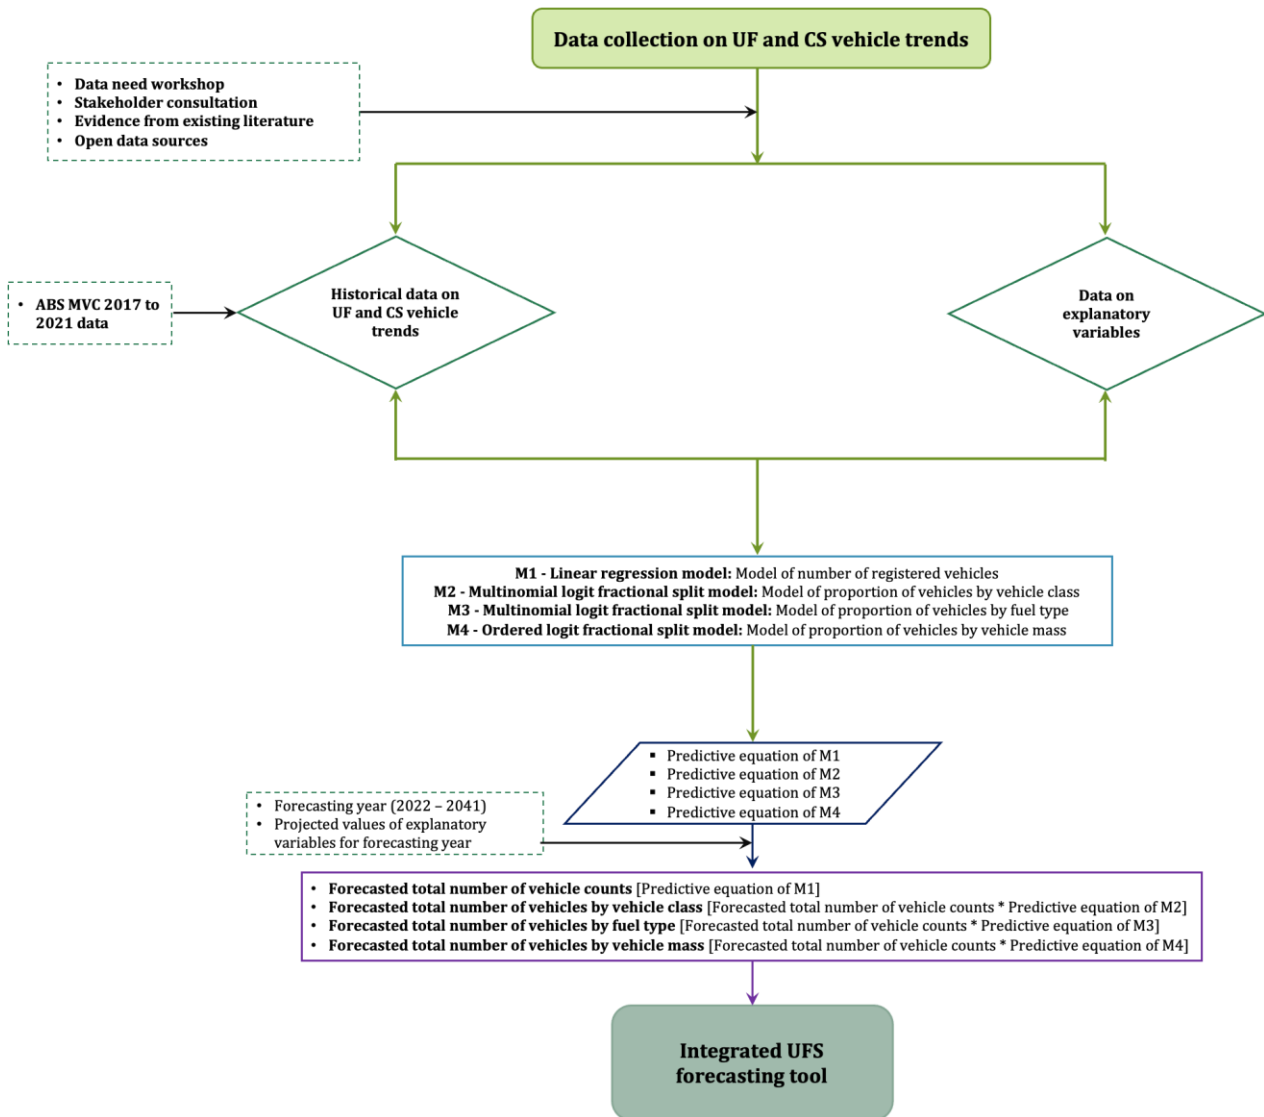 Data collection on UF and CS vehicle trends
• Data need workshop
• Stakeholder consultation
• Evidence from existing literature
• Open data sources
• ABS MVC 2017 to
2021 data
Historical data on
UF and CS vehicle
trends
Data on
explanatory
variables
M1 - Linear regression model: Model of number of registered vehicles
M2 - Multinomial logit fractional split model: Model of proportion of vehicles by vehicle class
M3 - Multinomial logit fractional split model: Model of proportion of vehicles by fuel type
M4 - Ordered logit fractional split model: Model of proportion of vehicles by vehicle mass
▪ Predictive equation of M1
▪ Predictive equation of M2
▪ Predictive equation of M3
▪ Predictive equation of M4
• Forecasting year (2022 – 2041)
• Projected values of explanatory
variables for forecasting year
• Forecasted total number of vehicle counts [Predictive equation of M1]
• Forecasted total number of vehicles by vehicle class [Forecasted total number of vehicle counts * Predictive equation of M2]
• Forecasted total number of vehicles by fuel type [Forecasted total number of vehicle counts * Predictive equation of M3]
• Forecasted total number of vehicles by vehicle mass [Forecasted total number of vehicle counts * Predictive equation of M4]
Integrated UFS
forecasting tool